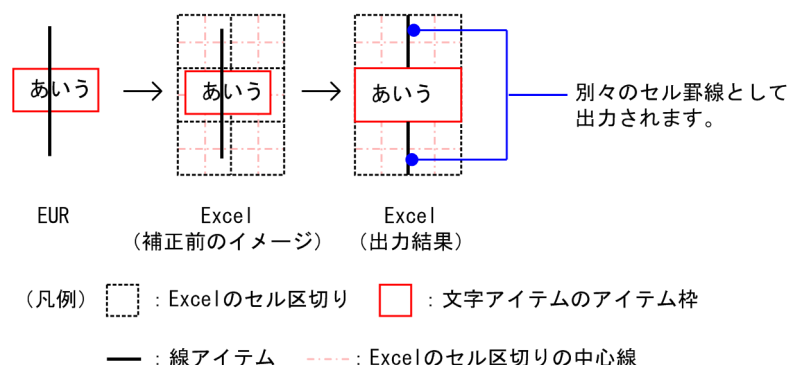 あいう
あいう
あいう
別々のセル罫線として
出力されます。
EUR
Excel
(補正前のイメージ)
Excel
(出力結果)
(凡例)
:Excelのセル区切り
:文字アイテムのアイテム枠
:線アイテム
:Excelのセル区切りの中心線